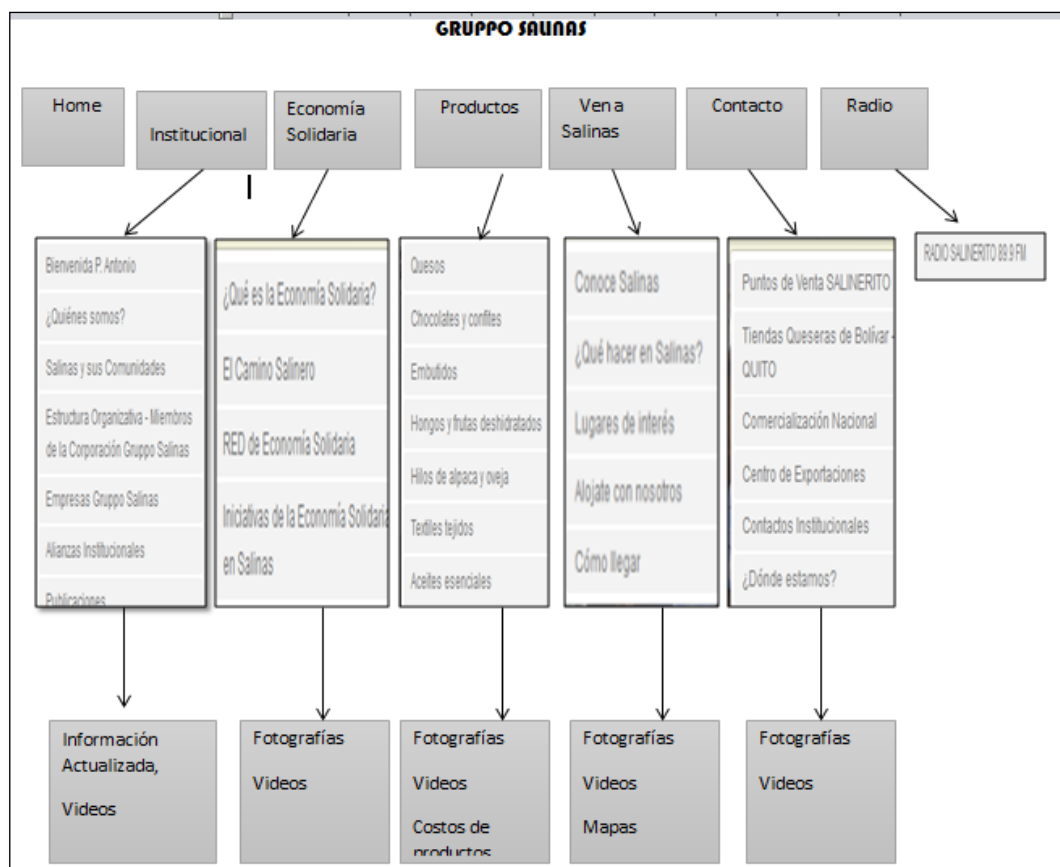 GRUPPO SALINAS
Home
Institucional
Economía
Solidaria
Productos
Ven a
Salinas
Contacto
Radio
Bienvenida P. Antonio
¿Quiénes somos?
Salinas y sus Comunidades
Estructura Organizativa - Miembros
de la Corporación Gruppo Salinas
Empresas Gruppo Salinas
Alianzas Institucionales
Publicaciones
¿Qué es la Economía Solidaria?
El Camino Salinero
RED de Economía Solidaria
Iniciativas de la Economía Solidaria
en Salinas
Quesos
Chocolates y confites
Embutidos
Hongos y frutas deshidratados
Hilos de alpaca y oveja
Textiles tejidos
Aceites esenciales
Conoce Salinas
¿Qué hacer en Salinas?
Lugares de interés
Alojate con nosotros
Cómo llegar
Puntos de Venta SALINERITO
Tiendas Queseras de Bolívar -
QUITO
Comercialización Nacional
Centro de Exportaciones
Contactos Institucionales
¿Dónde estamos?
RADIO SALINERITO 89.9 FM
Información
Actualizada,
Videos
Fotografías
Videos
Fotografías
Videos
Costos de
productos
Fotografías
Videos
Mapas
Fotografías
Videos